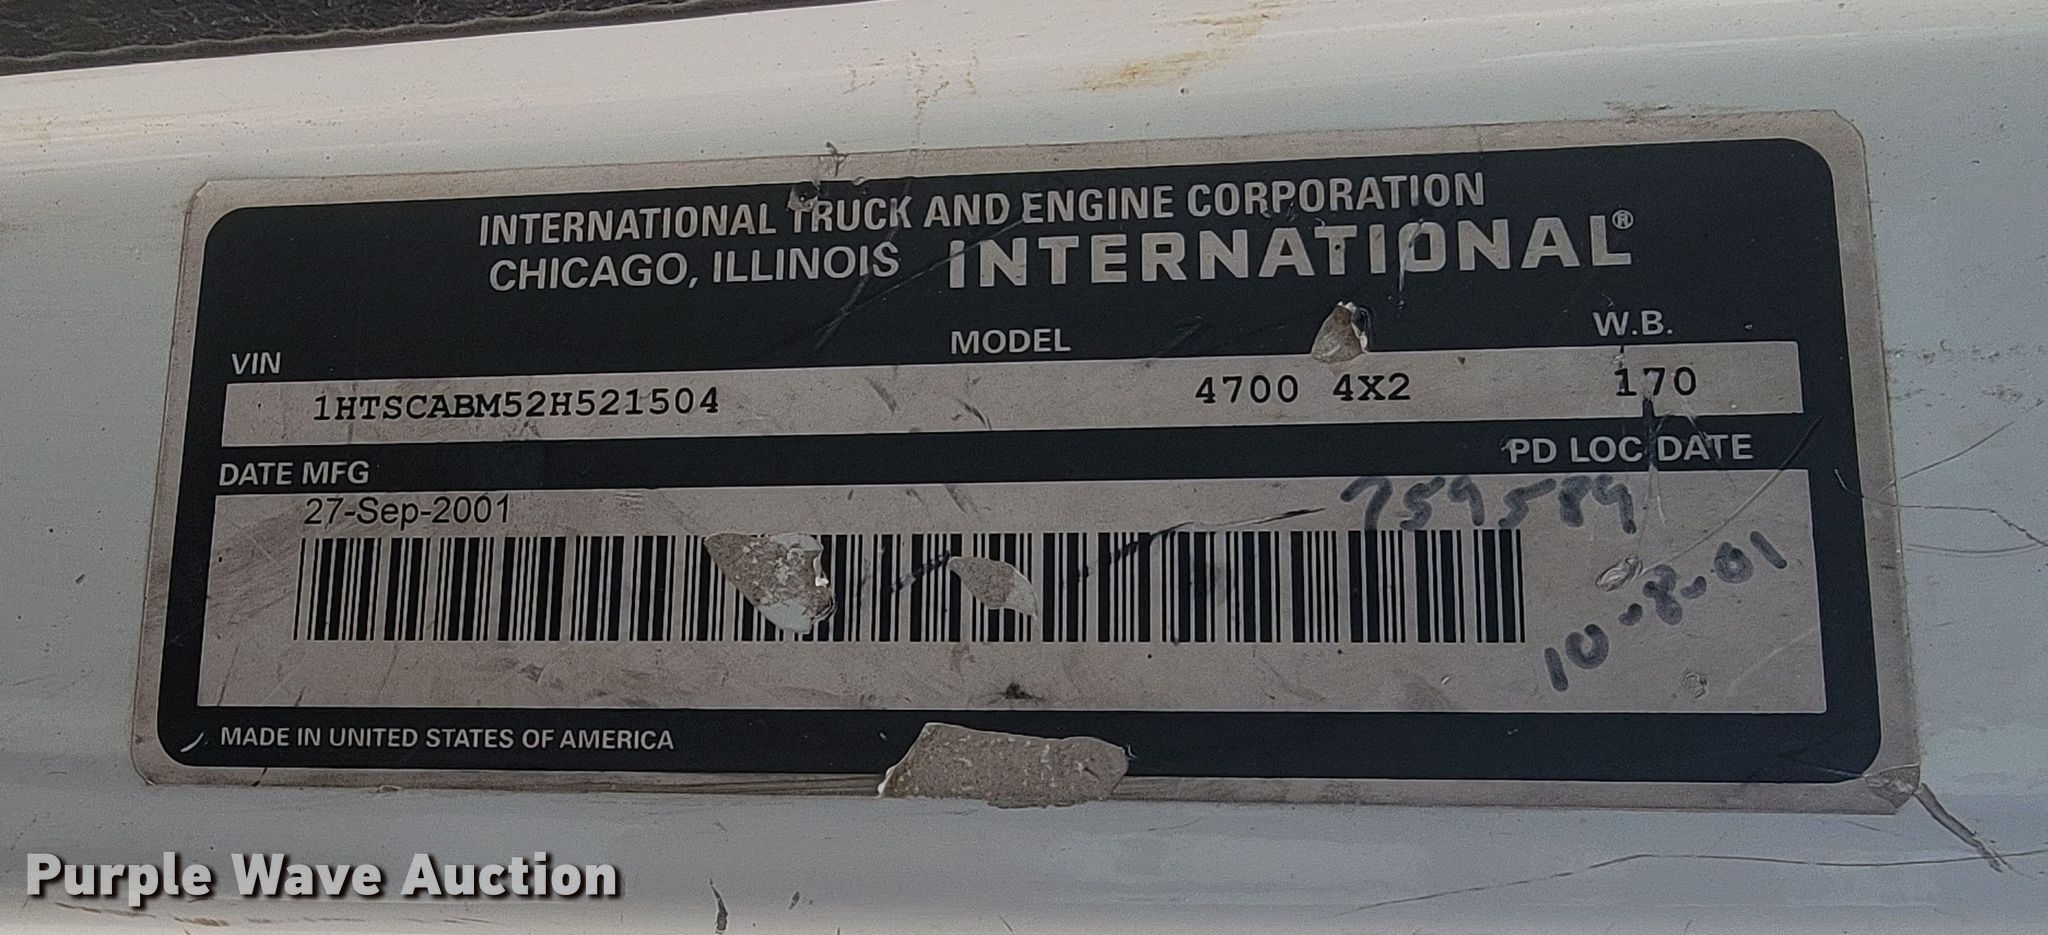 INTERNATIONAL TRUCK AND ENGINE CORPORATION
CHICAGO, ILLINOIS INTERNATIONAL®
VIN MODEL W.B.
1HTSCABM52H521504 4700 4X2 170
DATE MFG PD LOC DATE
27-Sep-2001 759589
10-8-01
MADE IN UNITED STATES OF AMERICA
Purple Wave Auction